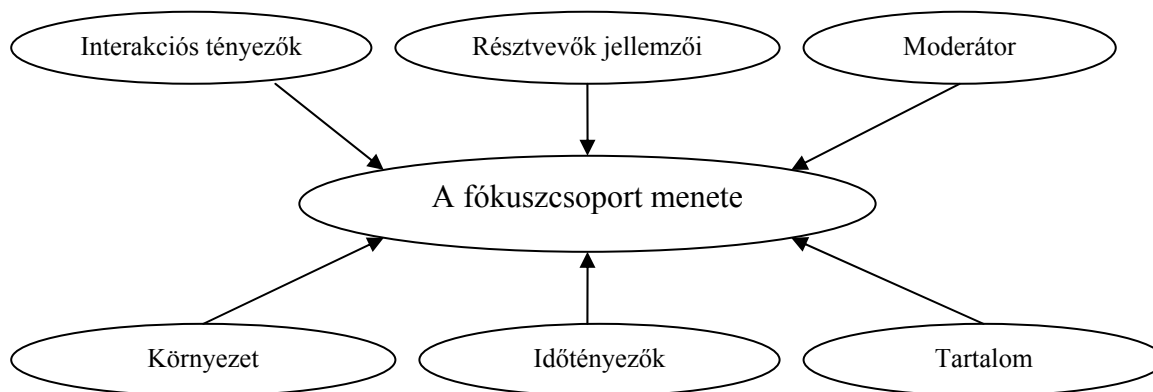 Interakciós tényezők
Résztvevők jellemzői
Moderátor
A fókuszcsoport menete
Környezet
Időtényezők
Tartalom